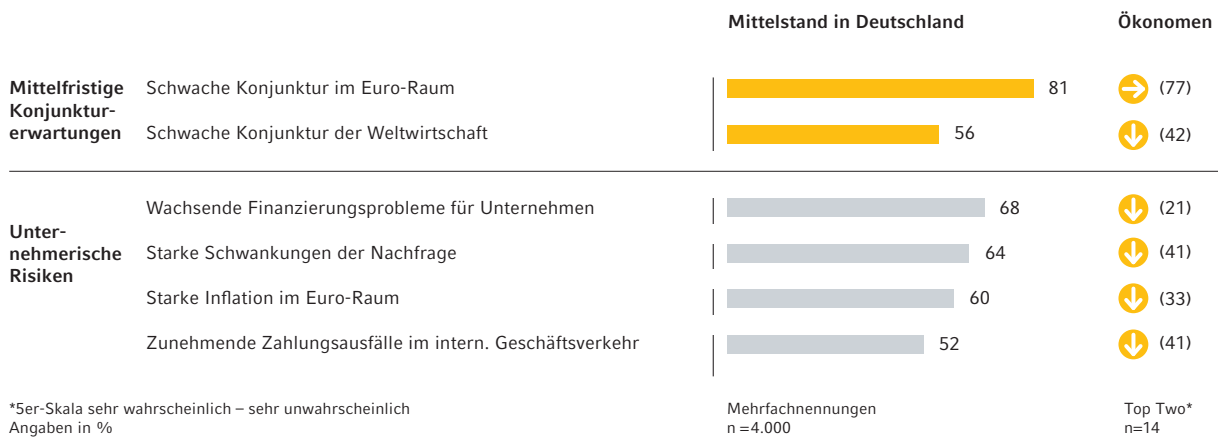 Mittelstand in Deutschland Ökonomen
Mittelfristige
Konjunktur-
erwartungen
Schwache Konjunktur im Euro-Raum 81 (77)
Schwache Konjunktur der Weltwirtschaft 56 (42)
Unter-
nehmerische
Risiken
Wachsende Finanzierungsprobleme für Unternehmen 68 (21)
Starke Schwankungen der Nachfrage 64 (41)
Starke Inflation im Euro-Raum 60 (33)
Zunehmende Zahlungsausfälle im intern. Geschäftsverkehr 52 (41)
*5er-Skala sehr wahrscheinlich – sehr unwahrscheinlich
Angaben in %
Mehrfachnennungen
n =4.000
Top Two*
n=14